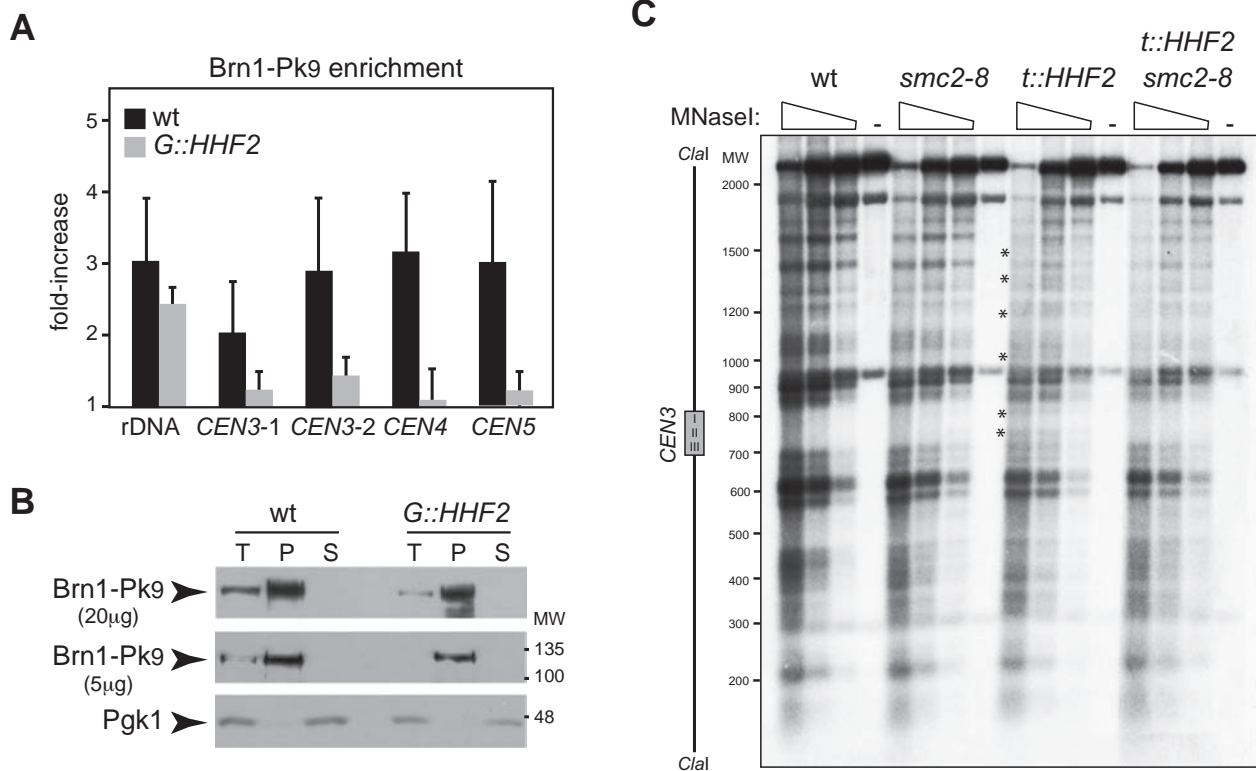 A
Brn1-Pk9 enrichment
wt
G::HHF2
fold-increase
5
4
3
2
1
rDNA CEN3-1 CEN3-2 CEN4 CEN5
B
wt G::HHF2
T P S T P S
Brn1-Pk9
(20µg)
MW
Brn1-Pk9
(5µg)
135
100
Pgk1
48
C
t::HHF2
wt smc2-8 t::HHF2 smc2-8
MNaseI:
- - -
ClaI
MW
2000
1500
*
*
1200
*
1000
*
900
800
*
*
700
600
500
400
300
200
CEN3
I
II
III
ClaI